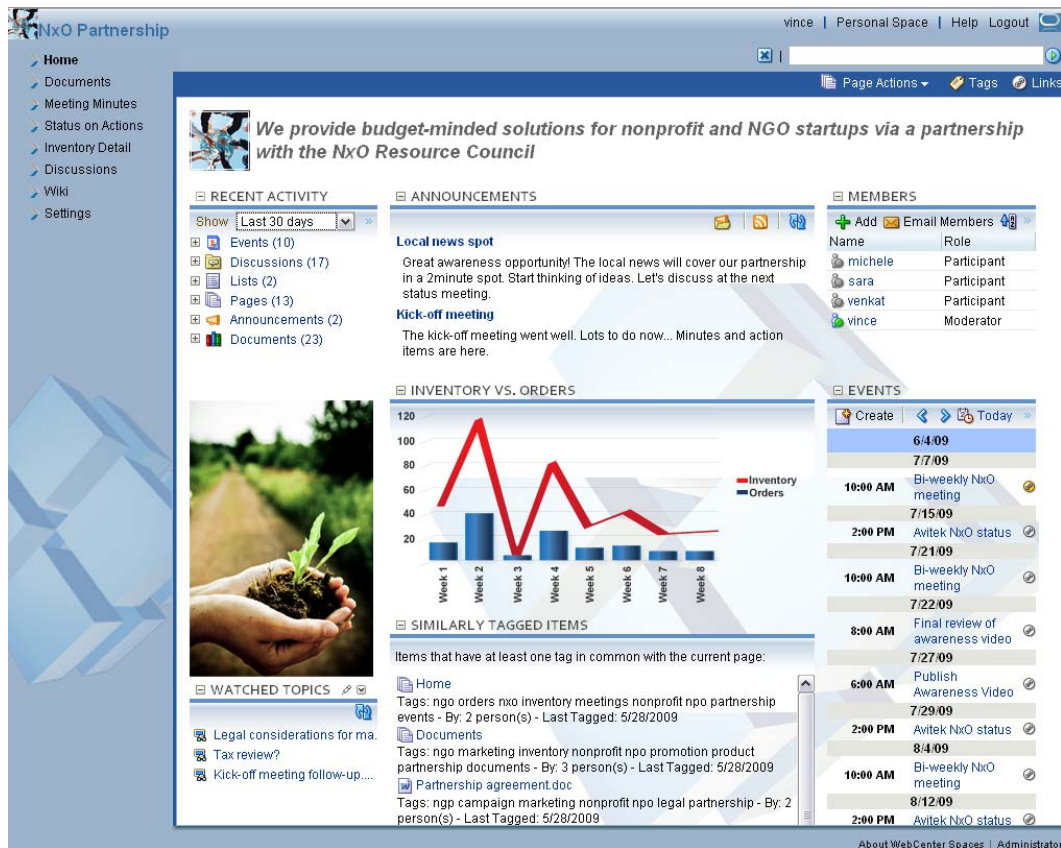 NxO Partnership
vince | Personal Space | Help Logout
Home
Documents
Meeting Minutes
Status on Actions
Inventory Detail
Discussions
Wiki
Settings
Page Actions
Tags
Links
We provide budget-minded solutions for nonprofit and NGO startups via a partnership
with the NxO Resource Council
RECENT ACTIVITY
Show Last 30 days »
Events (10)
Discussions (17)
Lists (2)
Pages (13)
Announcements (2)
Documents (23)
ANNOUNCEMENTS
Local news spot
Great awareness opportunity! The local news will cover our partnership
in a 2minute spot. Start thinking of ideas. Let's discuss at the next
status meeting.
Kick-off meeting
The kick-off meeting went well. Lots to do now... Minutes and action
items are here.
MEMBERS
Add Email Members »
Name Role
michele Participant
sara Participant
venkat Participant
vince Moderator
INVENTORY VS. ORDERS
120
100
80
60
40
20
Week 1
Week 2
Week 3
Week 4
Week 5
Week 6
Week 7
Week 8
Inventory
Orders
EVENTS
Create Today »
6/4/09
7/7/09
10:00 AM Bi-weekly NxO
meeting
7/15/09
2:00 PM Avitek NxO status
7/21/09
10:00 AM Bi-weekly NxO
meeting
7/22/09
8:00 AM Final review of
awareness video
7/27/09
6:00 AM Publish
Awareness Video
7/29/09
2:00 PM Avitek NxO status
8/4/09
10:00 AM Bi-weekly NxO
meeting
8/12/09
2:00 PM Avitek NxO status
SIMILARLY TAGGED ITEMS
Items that have at least one tag in common with the current page:
Home
Tags: ngo orders nxo inventory meetings nonprofit npo partnership
events - By: 2 person(s) - Last Tagged: 5/28/2009
Documents
Tags: ngo marketing inventory nonprofit npo promotion product
partnership documents - By: 3 person(s) - Last Tagged: 5/28/2009
Partnership agreement.doc
Tags: ngp campaign marketing nonprofit npo legal partnership - By: 2
person(s) - Last Tagged: 5/28/2009
WATCHED TOPICS
Legal considerations for ma.
Tax review?
Kick-off meeting follow-up....
About WebCenter Spaces | Administrato